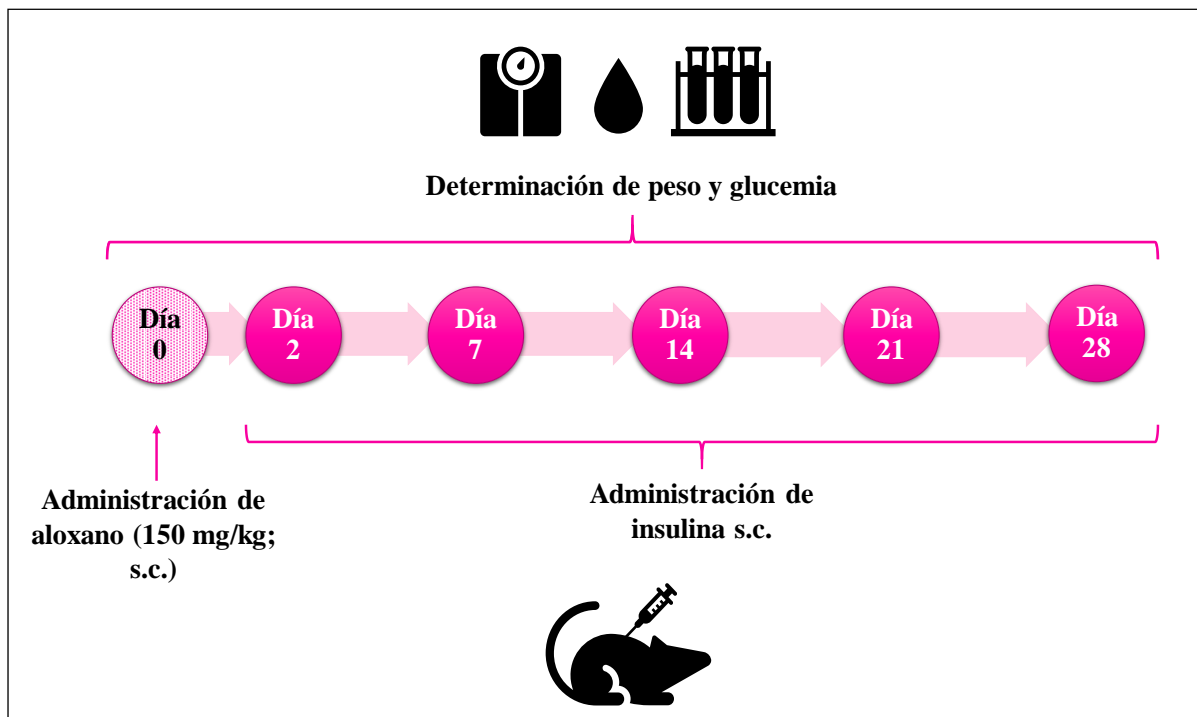 Determinación de peso y glucemia
Día
0
Día
2
Día
7
Día
14
Día
21
Día
28
Administración de
aloxano (150 mg/kg;
s.c.)
Administración de
insulina s.c.